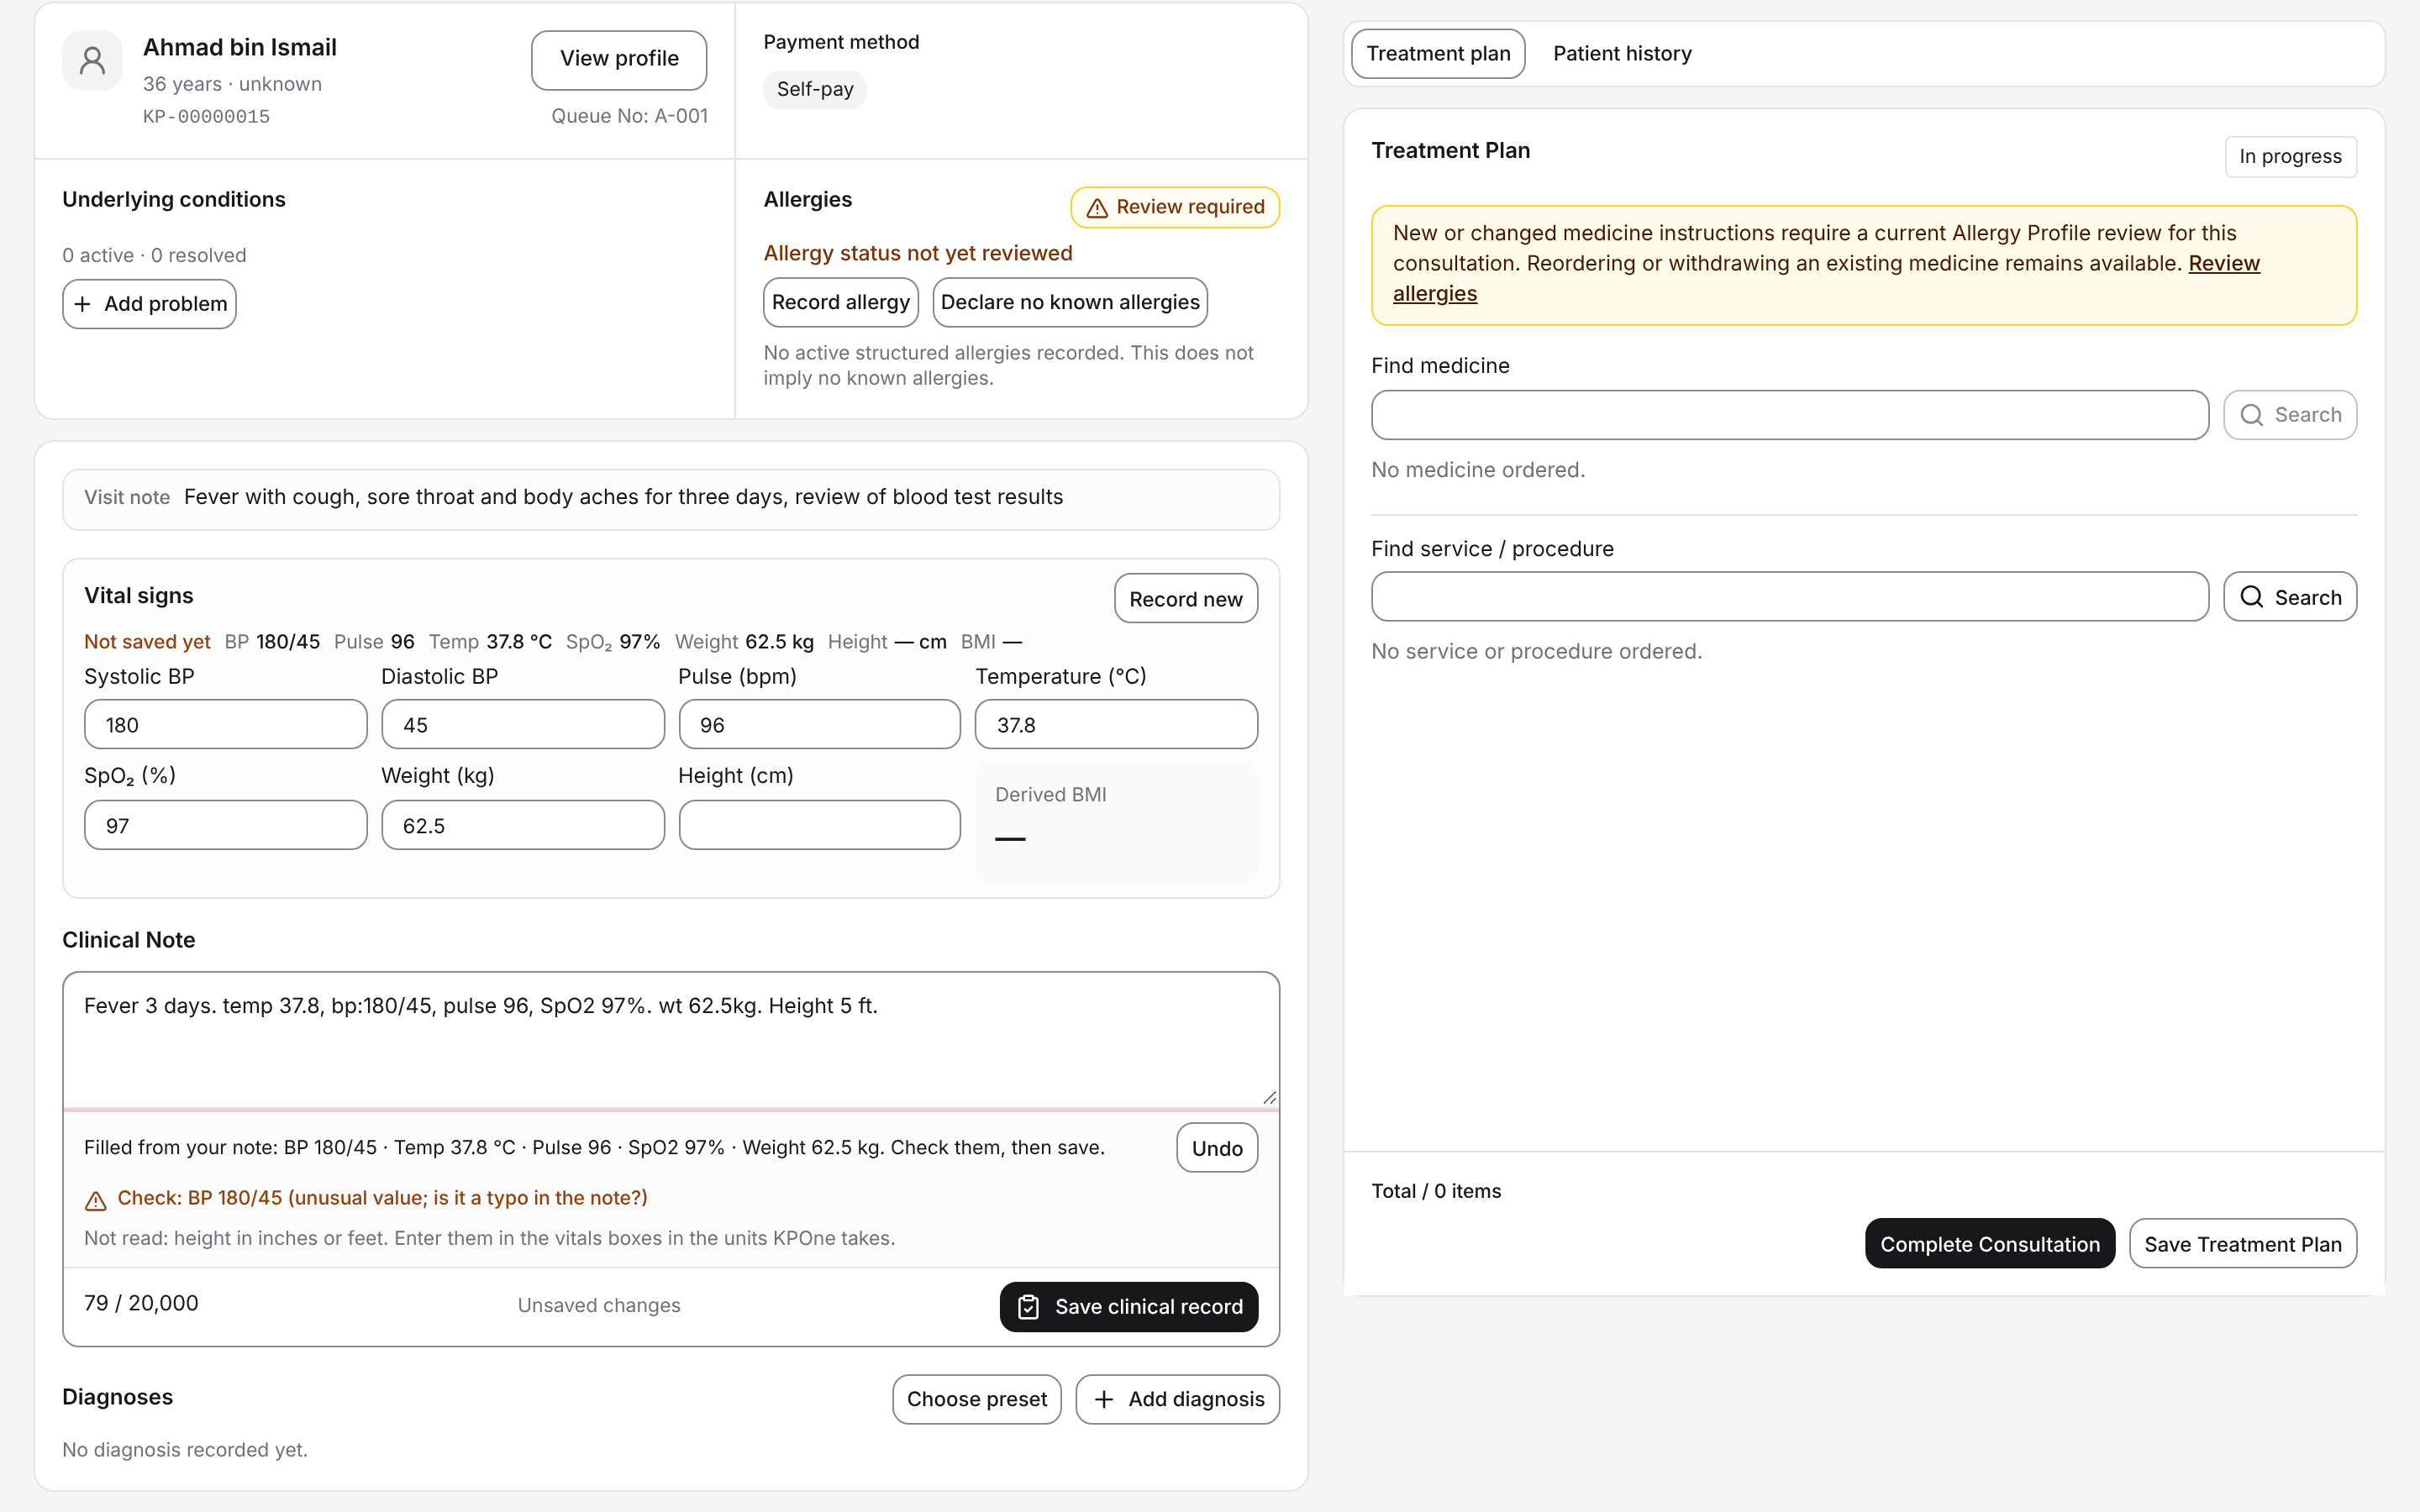 Ahmad bin Ismail
36 years · unknown
KP-00000015
View profile
Queue No: A-001
Payment method
Self-pay
Underlying conditions
0 active · 0 resolved
+ Add problem
Allergies
Review required
Allergy status not yet reviewed
Record allergy
Declare no known allergies
No active structured allergies recorded. This does not
imply no known allergies.
Visit note Fever with cough, sore throat and body aches for three days, review of blood test results
Vital signs
Record new
Not saved yet BP 180/45 Pulse 96 Temp 37.8 °C SpO₂ 97% Weight 62.5 kg Height — cm BMI —
Systolic BP
Diastolic BP
Pulse (bpm)
Temperature (°C)
180
45
96
37.8
SpO₂ (%)
Weight (kg)
Height (cm)
Derived BMI
97
62.5
—
Clinical Note
Fever 3 days. temp 37.8, bp:180/45, pulse 96, SpO2 97%. wt 62.5kg. Height 5 ft.
Filled from your note: BP 180/45 · Temp 37.8 °C · Pulse 96 · SpO2 97% · Weight 62.5 kg. Check them, then save.
Undo
Check: BP 180/45 (unusual value; is it a typo in the note?)
Not read: height in inches or feet. Enter them in the vitals boxes in the units KPOne takes.
79 / 20,000
Unsaved changes
Save clinical record
Diagnoses
Choose preset
+ Add diagnosis
No diagnosis recorded yet.
Treatment plan
Patient history
Treatment Plan
In progress
New or changed medicine instructions require a current Allergy Profile review for this
consultation. Reordering or withdrawing an existing medicine remains available. Review
allergies
Find medicine
Search
No medicine ordered.
Find service / procedure
Search
No service or procedure ordered.
Total / 0 items
Complete Consultation
Save Treatment Plan